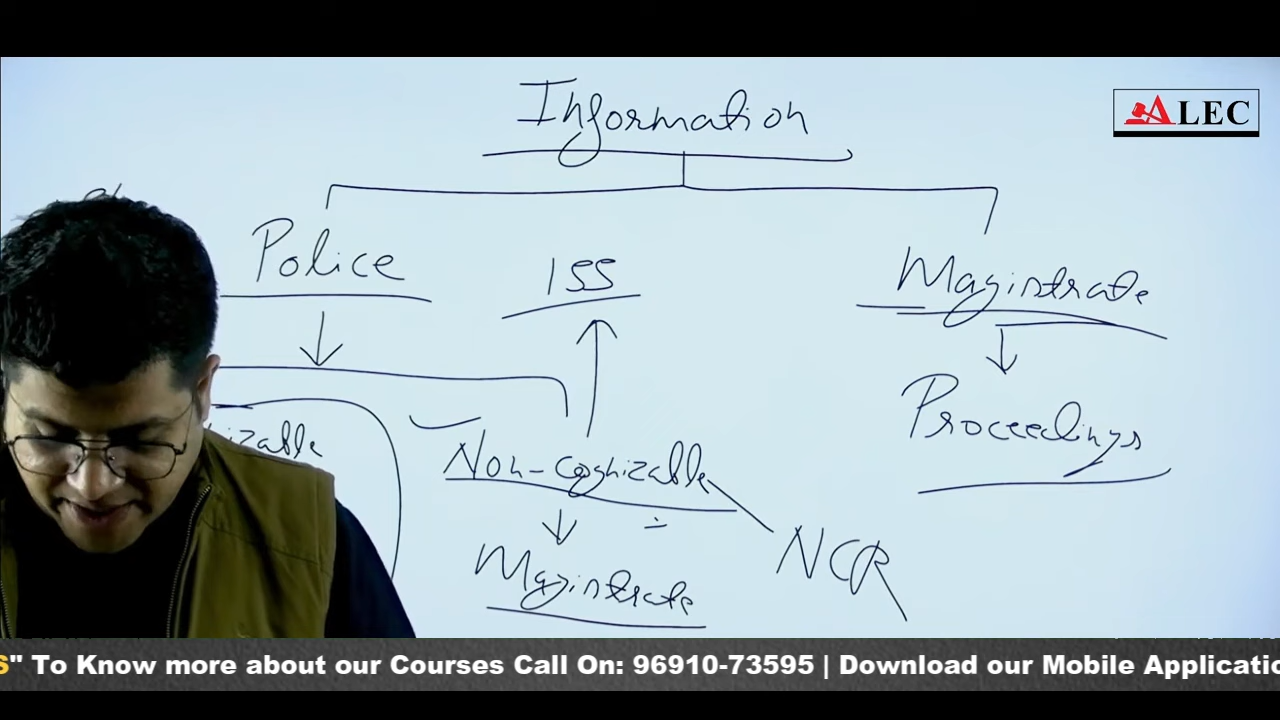 Information
ALEC
Police
155
Magistrate
Proceedings
izable
Non-cognizable
NCR
Magistrate
S" To Know more about our Courses Call On: 96910-73595 | Download our Mobile Applicatio